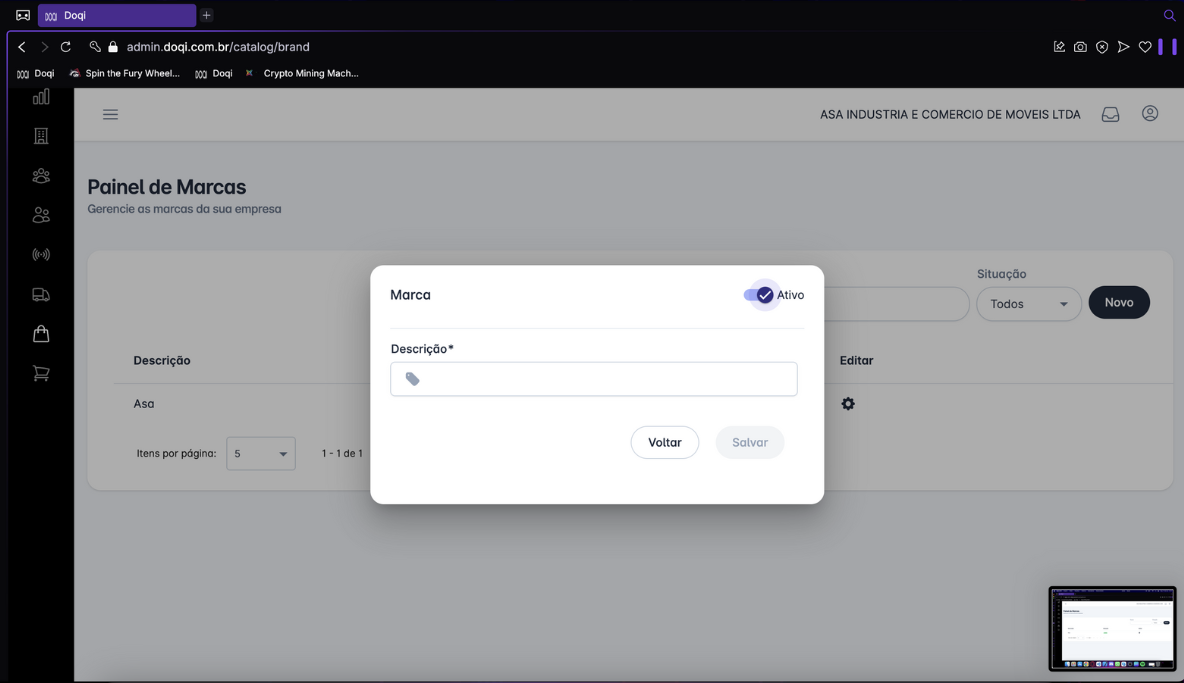 Doqi
admin.doqi.com.br/catalog/brand
Doqi Spin the Fury Wheel... Doqi Crypto Mining Mach...
ASA INDUSTRIA E COMERCIO DE MOVEIS LTDA
Painel de Marcas
Gerencie as marcas da sua empresa
Situação
Todos
Novo
Marca
Ativo
Descrição*
Voltar
Salvar
Descrição
Editar
Asa
Itens por página: 5 1 - 1 de 1